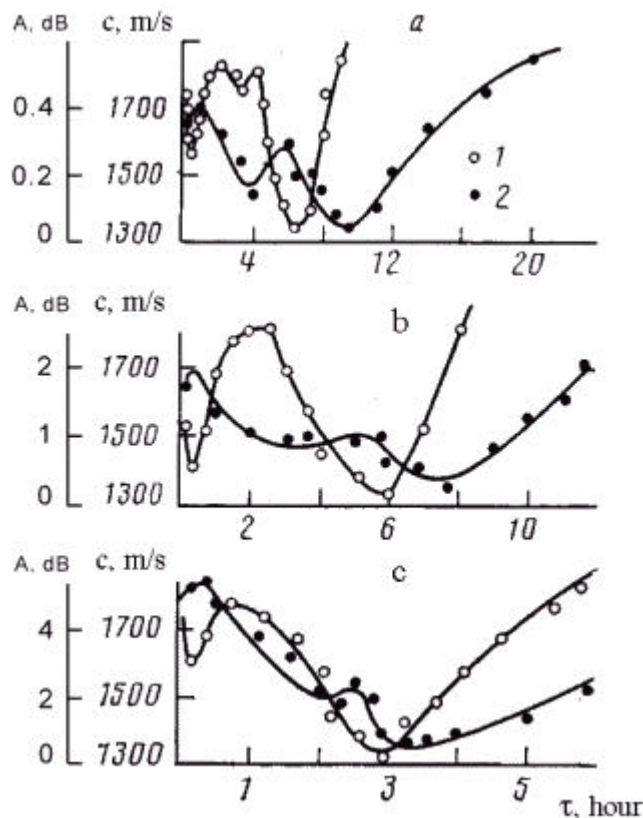 A, dB c, m/s a
1700
0.4
0.2 1500
0 1300
1
2
4 8 12 20
A, dB c, m/s b
2 1700
1 1500
0 1300
2 6 10
A, dB c, m/s c
4 1700
2 1500
0 1300
1 3 5
τ, hour